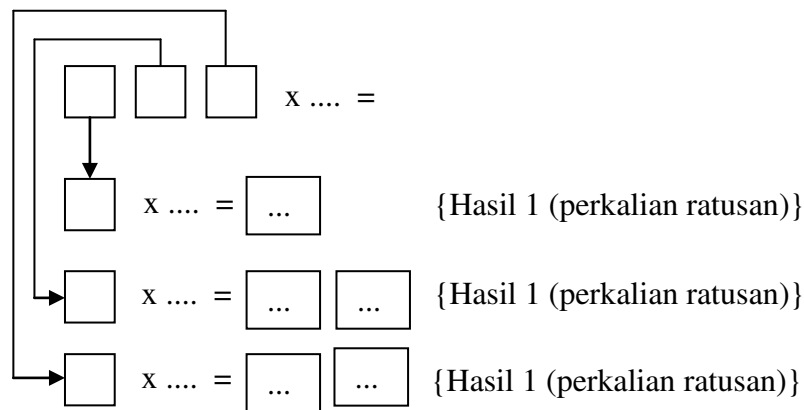 x .... =
x .... = ... {Hasil 1 (perkalian ratusan)}
x .... = ... ... {Hasil 1 (perkalian ratusan)}
x .... = ... ... {Hasil 1 (perkalian ratusan)}